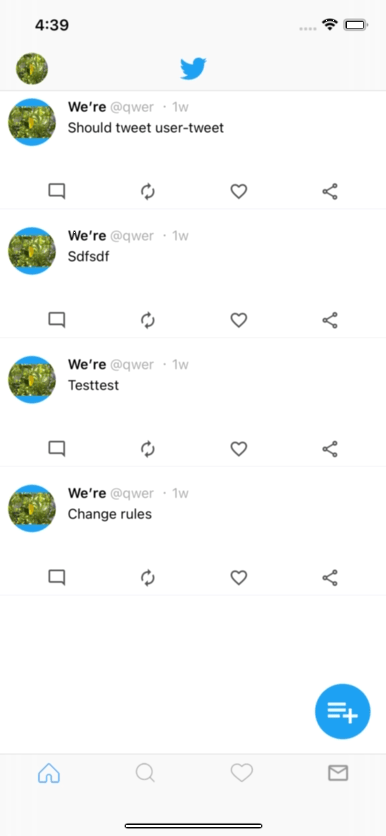 4:39
We're @qwer · 1w
Should tweet user-tweet
We're @qwer · 1w
Sdfsdf
We're @qwer · 1w
Testtest
We're @qwer · 1w
Change rules